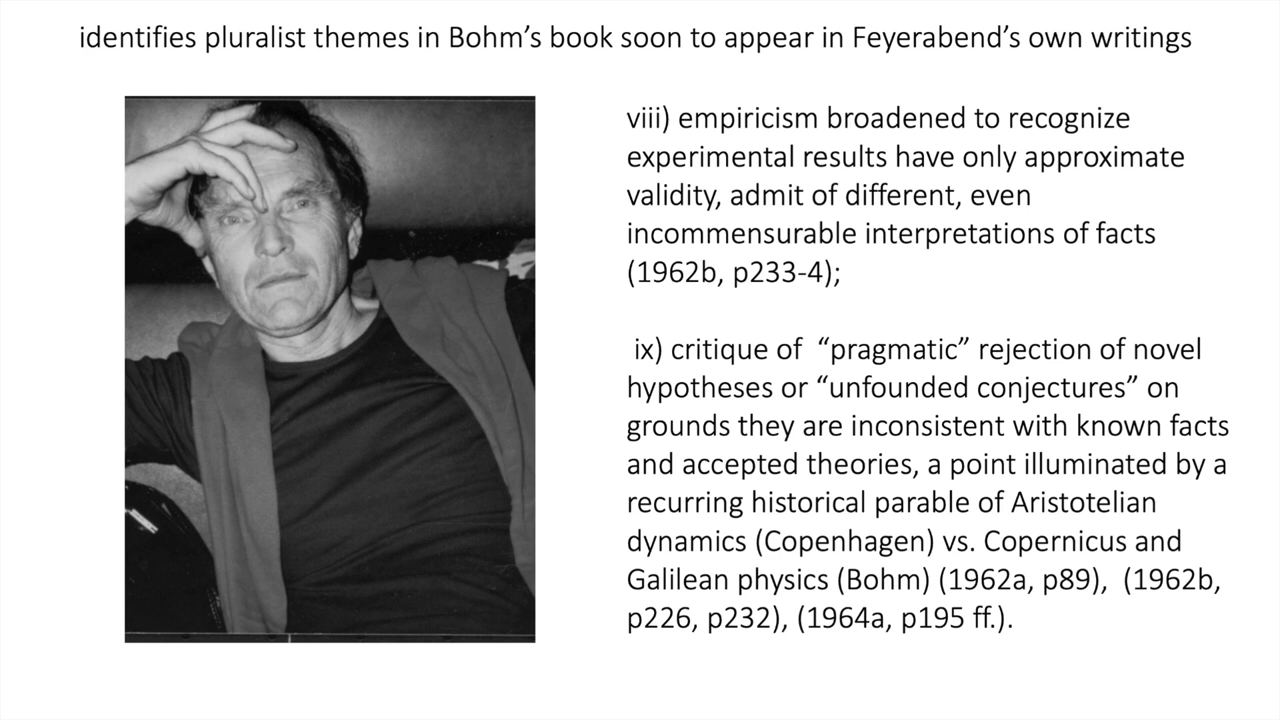 identifies pluralist themes in Bohm’s book soon to appear in Feyerabend’s own writings
viii) empiricism broadened to recognize
experimental results have only approximate
validity, admit of different, even
incommensurable interpretations of facts
(1962b, p233-4);
ix) critique of “pragmatic” rejection of novel
hypotheses or “unfounded conjectures” on
grounds they are inconsistent with known facts
and accepted theories, a point illuminated by a
recurring historical parable of Aristotelian
dynamics (Copenhagen) vs. Copernicus and
Galilean physics (Bohm) (1962a, p89), (1962b,
p226, p232), (1964a, p195 ff.).